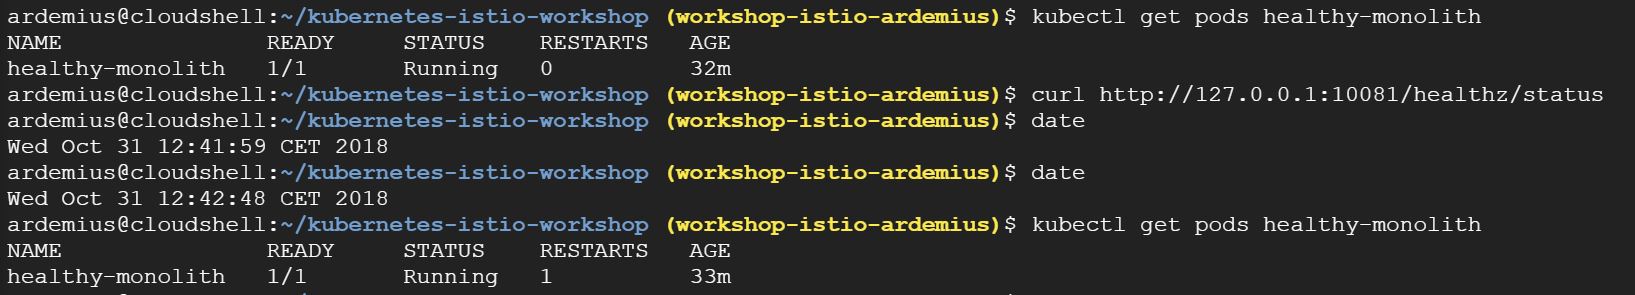 ardemius@cloudshell:~/kubernetes-istio-workshop (workshop-istio-ardemius)$ kubectl get pods healthy-monolith
NAME READY STATUS RESTARTS AGE
healthy-monolith 1/1 Running 0 32m
ardemius@cloudshell:~/kubernetes-istio-workshop (workshop-istio-ardemius)$ curl http://127.0.0.1:10081/healthz/status
ardemius@cloudshell:~/kubernetes-istio-workshop (workshop-istio-ardemius)$ date
Wed Oct 31 12:41:59 CET 2018
ardemius@cloudshell:~/kubernetes-istio-workshop (workshop-istio-ardemius)$ date
Wed Oct 31 12:42:48 CET 2018
ardemius@cloudshell:~/kubernetes-istio-workshop (workshop-istio-ardemius)$ kubectl get pods healthy-monolith
NAME READY STATUS RESTARTS AGE
healthy-monolith 1/1 Running 1 33m